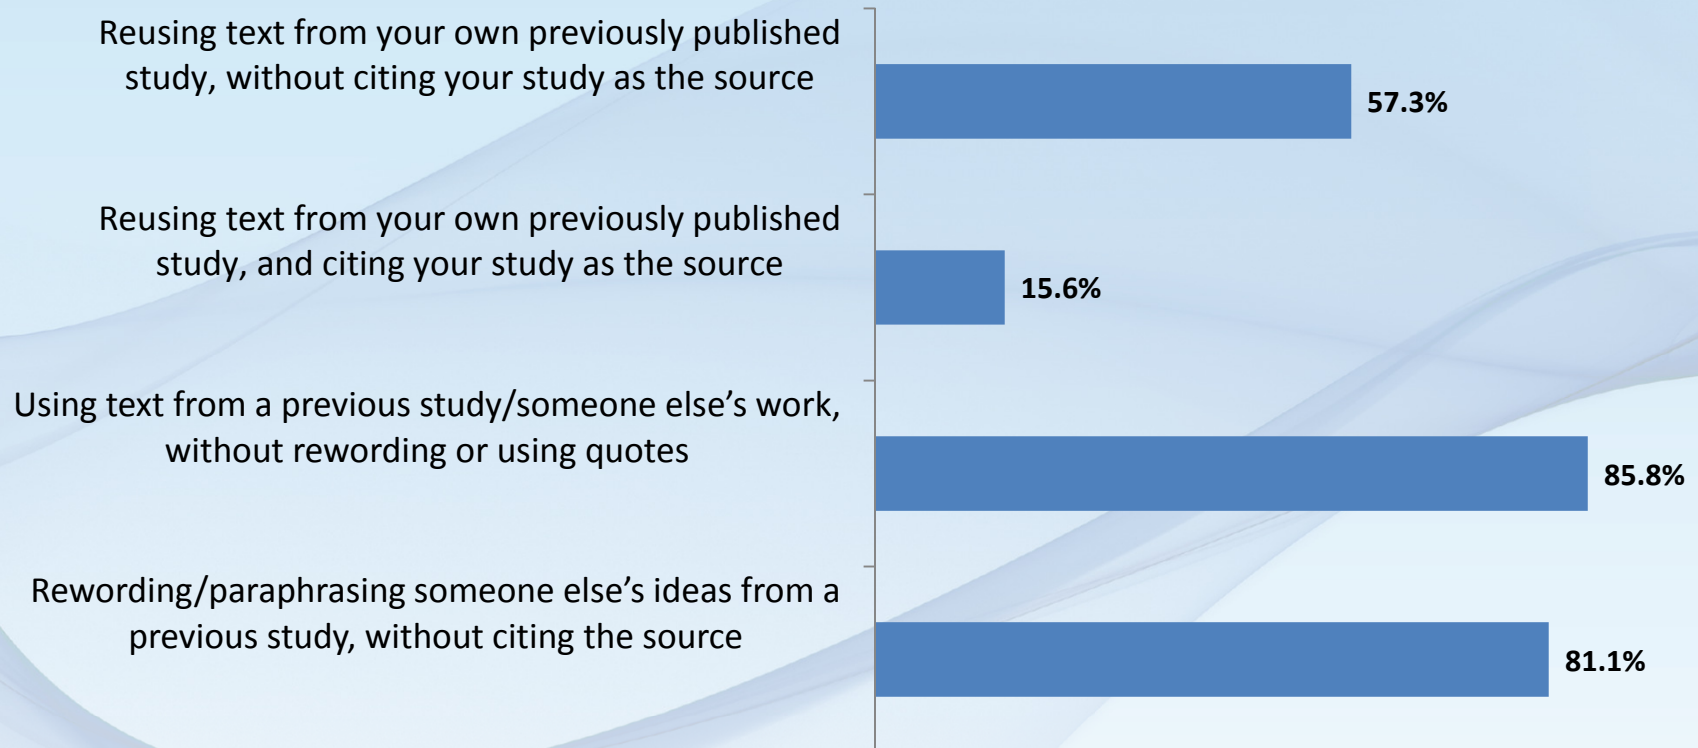 Reusing text from your own previously published
study, without citing your study as the source
57.3%
Reusing text from your own previously published
study, and citing your study as the source
15.6%
Using text from a previous study/someone else’s work,
without rewording or using quotes
85.8%
Rewording/paraphrasing someone else’s ideas from a
previous study, without citing the source
81.1%